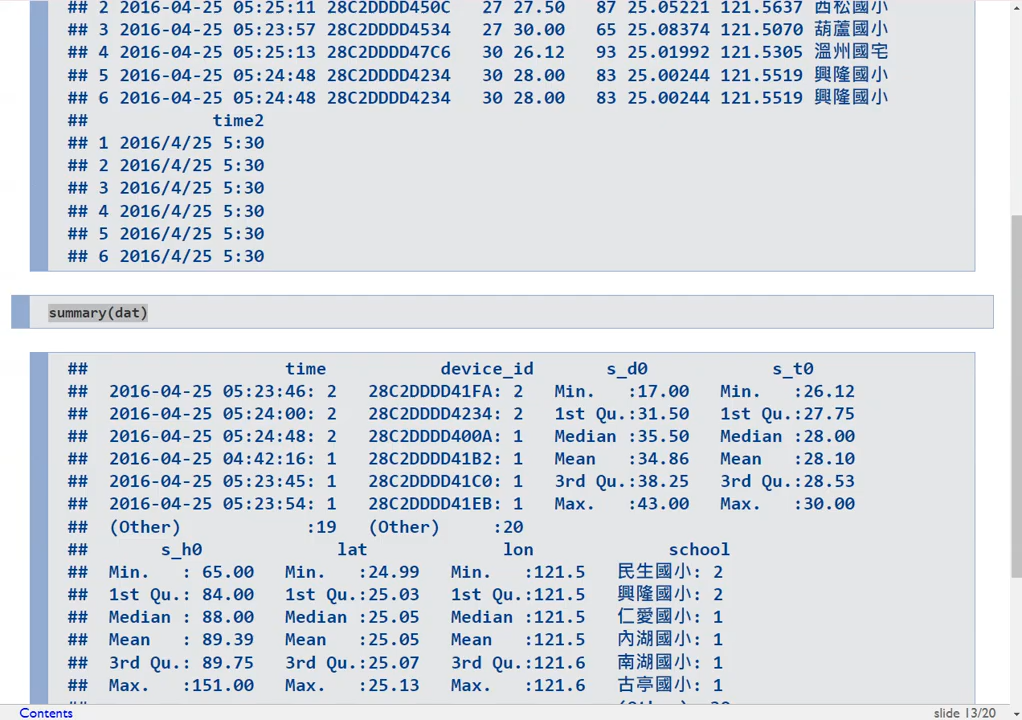 ## 2 2016-04-25 05:25:11 28C2DDDD450C 27 27.50 87 25.05221 121.5637 西松國小
## 3 2016-04-25 05:23:57 28C2DDDD4534 27 30.00 65 25.08374 121.5070 葫蘆國小
## 4 2016-04-25 05:25:13 28C2DDDD47C6 30 26.12 93 25.01992 121.5305 溫州國宅
## 5 2016-04-25 05:24:48 28C2DDDD4234 30 28.00 83 25.00244 121.5519 興隆國小
## 6 2016-04-25 05:24:48 28C2DDDD4234 30 28.00 83 25.00244 121.5519 興隆國小
## time2
## 1 2016/4/25 5:30
## 2 2016/4/25 5:30
## 3 2016/4/25 5:30
## 4 2016/4/25 5:30
## 5 2016/4/25 5:30
## 6 2016/4/25 5:30
summary(dat)
## time device_id s_d0 s_t0
## 2016-04-25 05:23:46: 2 28C2DDDD41FA: 2 Min. :17.00 Min. :26.12
## 2016-04-25 05:24:00: 2 28C2DDDD4234: 2 1st Qu.:31.50 1st Qu.:27.75
## 2016-04-25 05:24:48: 2 28C2DDDD400A: 1 Median :35.50 Median :28.00
## 2016-04-25 04:42:16: 1 28C2DDDD41B2: 1 Mean :34.86 Mean :28.10
## 2016-04-25 05:23:45: 1 28C2DDDD41C0: 1 3rd Qu.:38.25 3rd Qu.:28.53
## 2016-04-25 05:23:54: 1 28C2DDDD41EB: 1 Max. :43.00 Max. :30.00
## (Other) :19 (Other) :20
## s_h0 lat lon school
## Min. : 65.00 Min. :24.99 Min. :121.5 民生國小: 2
## 1st Qu.: 84.00 1st Qu.:25.03 1st Qu.:121.5 興隆國小: 2
## Median : 88.00 Median :25.05 Median :121.5 仁愛國小: 1
## Mean : 89.39 Mean :25.05 Mean :121.5 內湖國小: 1
## 3rd Qu.: 89.75 3rd Qu.:25.07 3rd Qu.:121.6 南湖國小: 1
## Max. :151.00 Max. :25.13 Max. :121.6 古亭國小: 1
Contents
slide 13/20